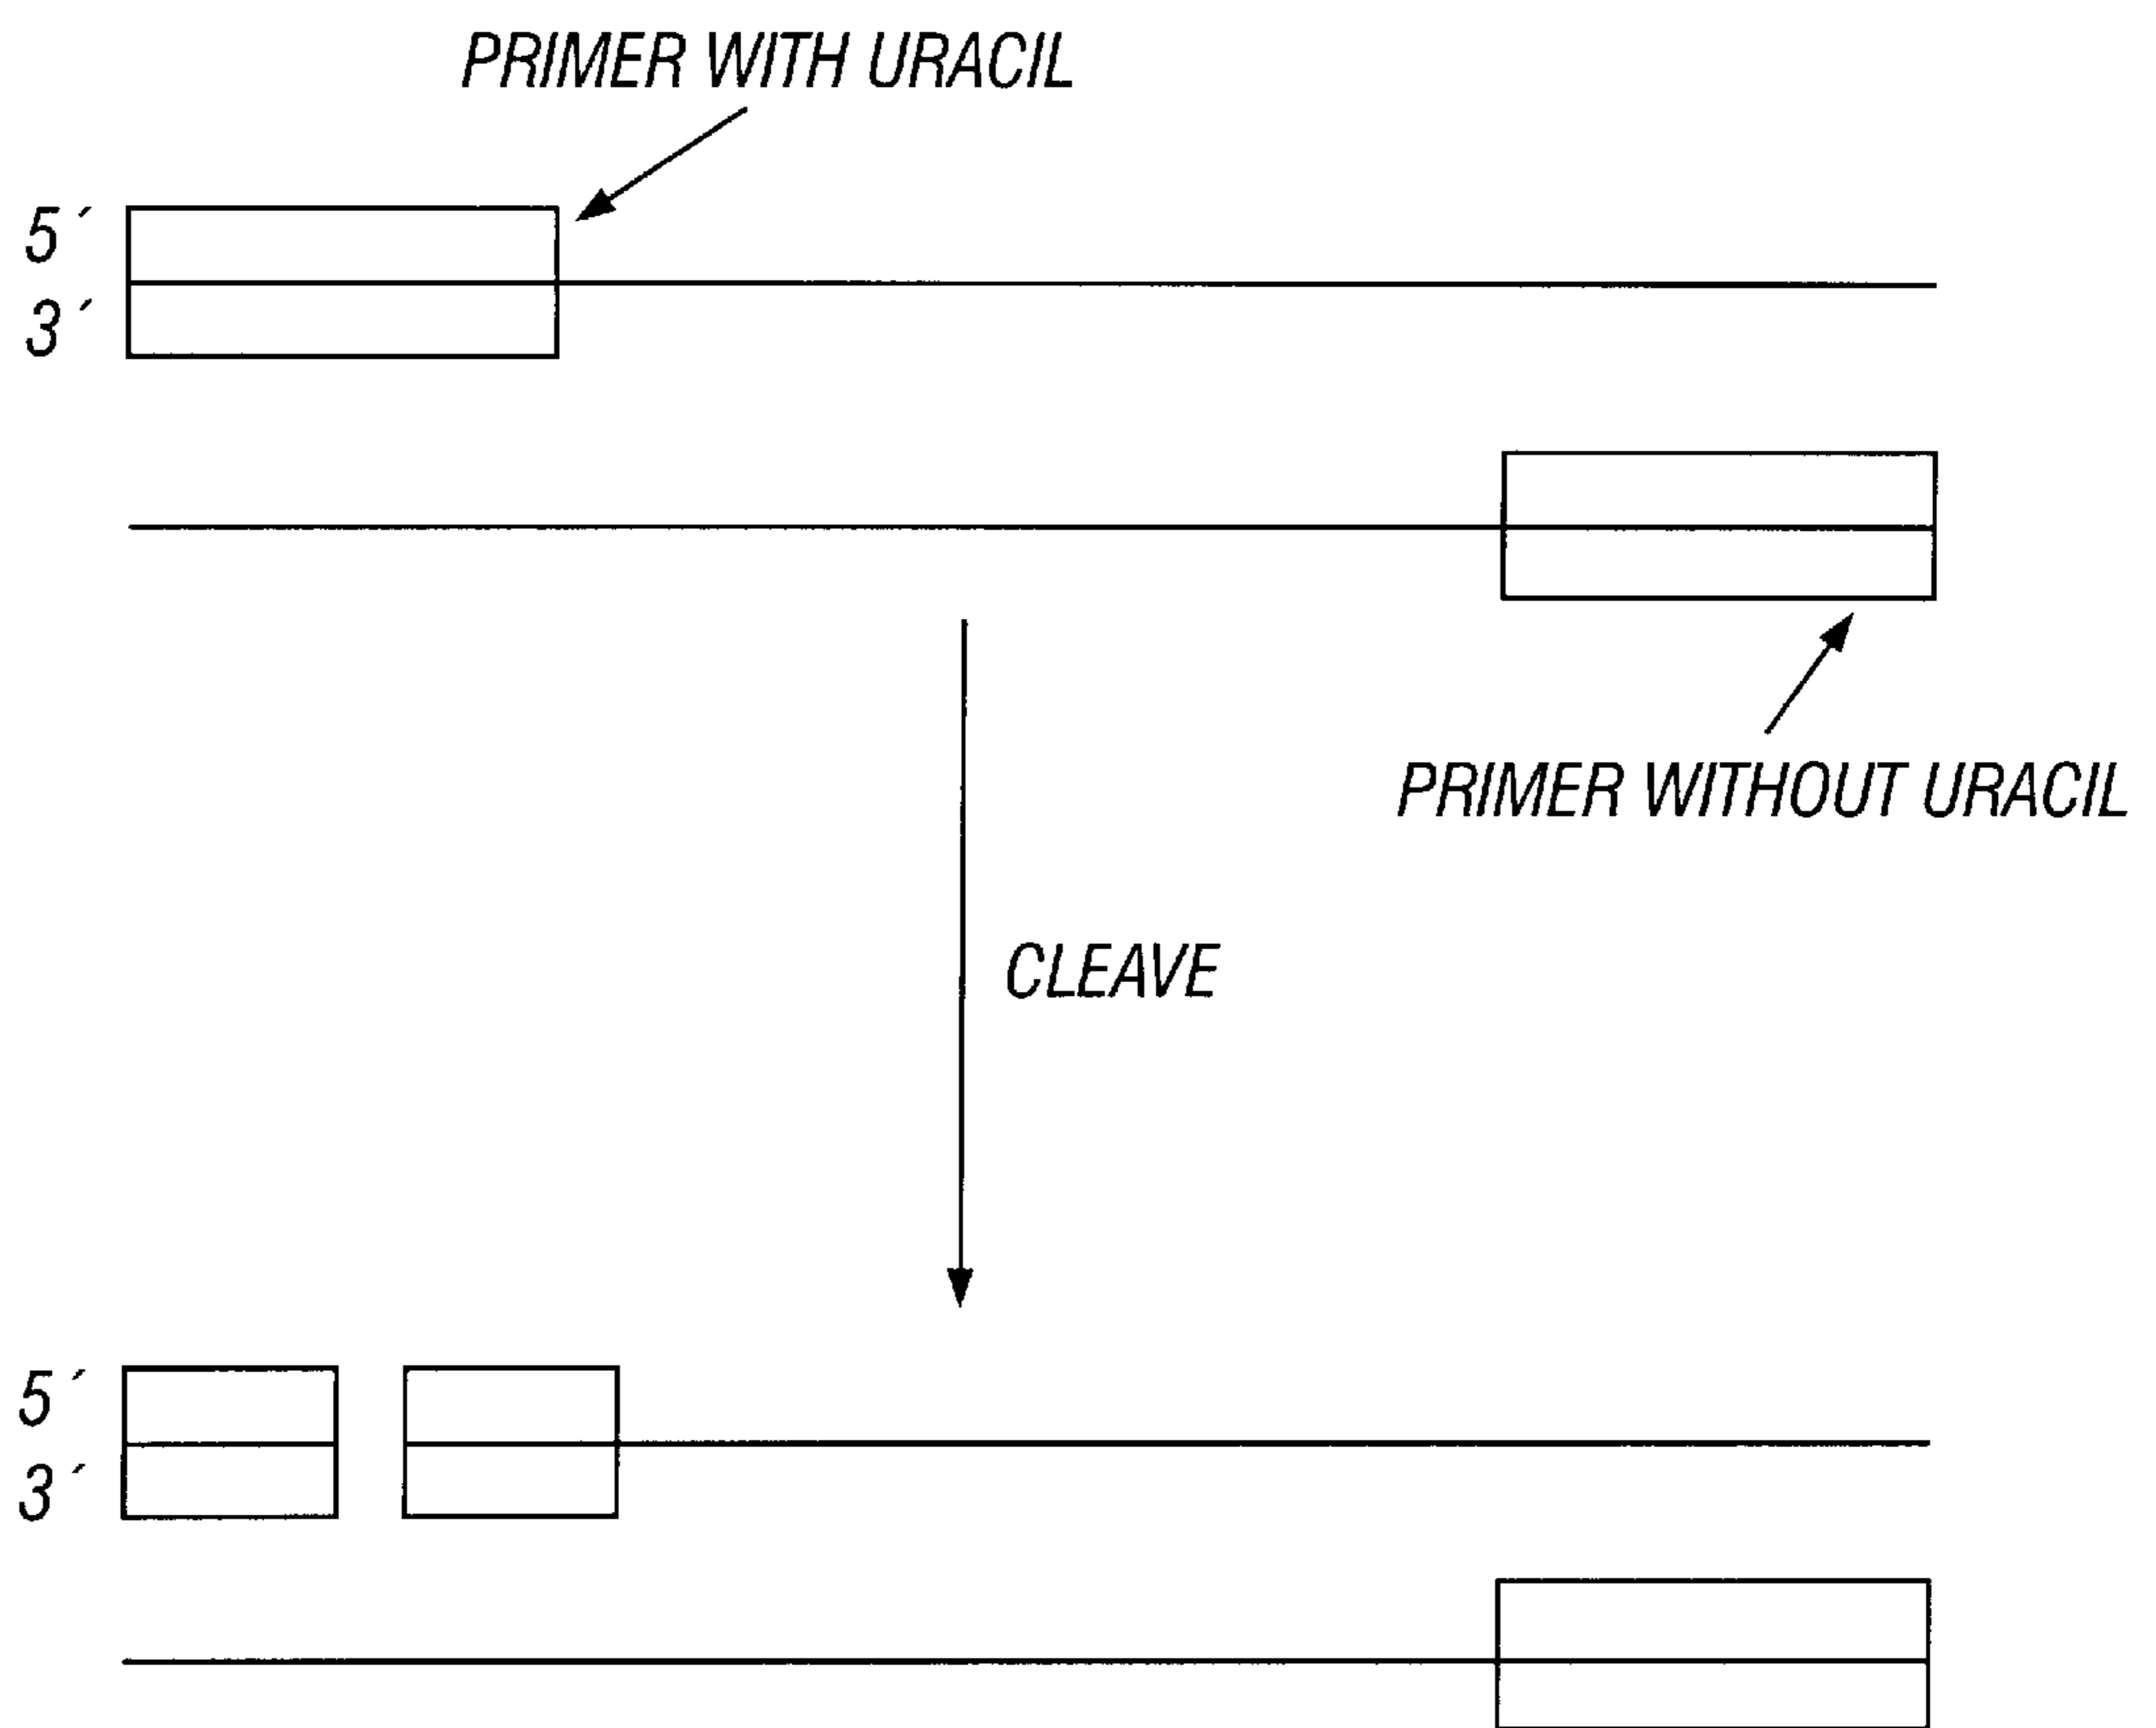 PRIMER WITH URACIL
5´
3´
PRIMER WITHOUT URACIL
CLEAVE
5´
3´